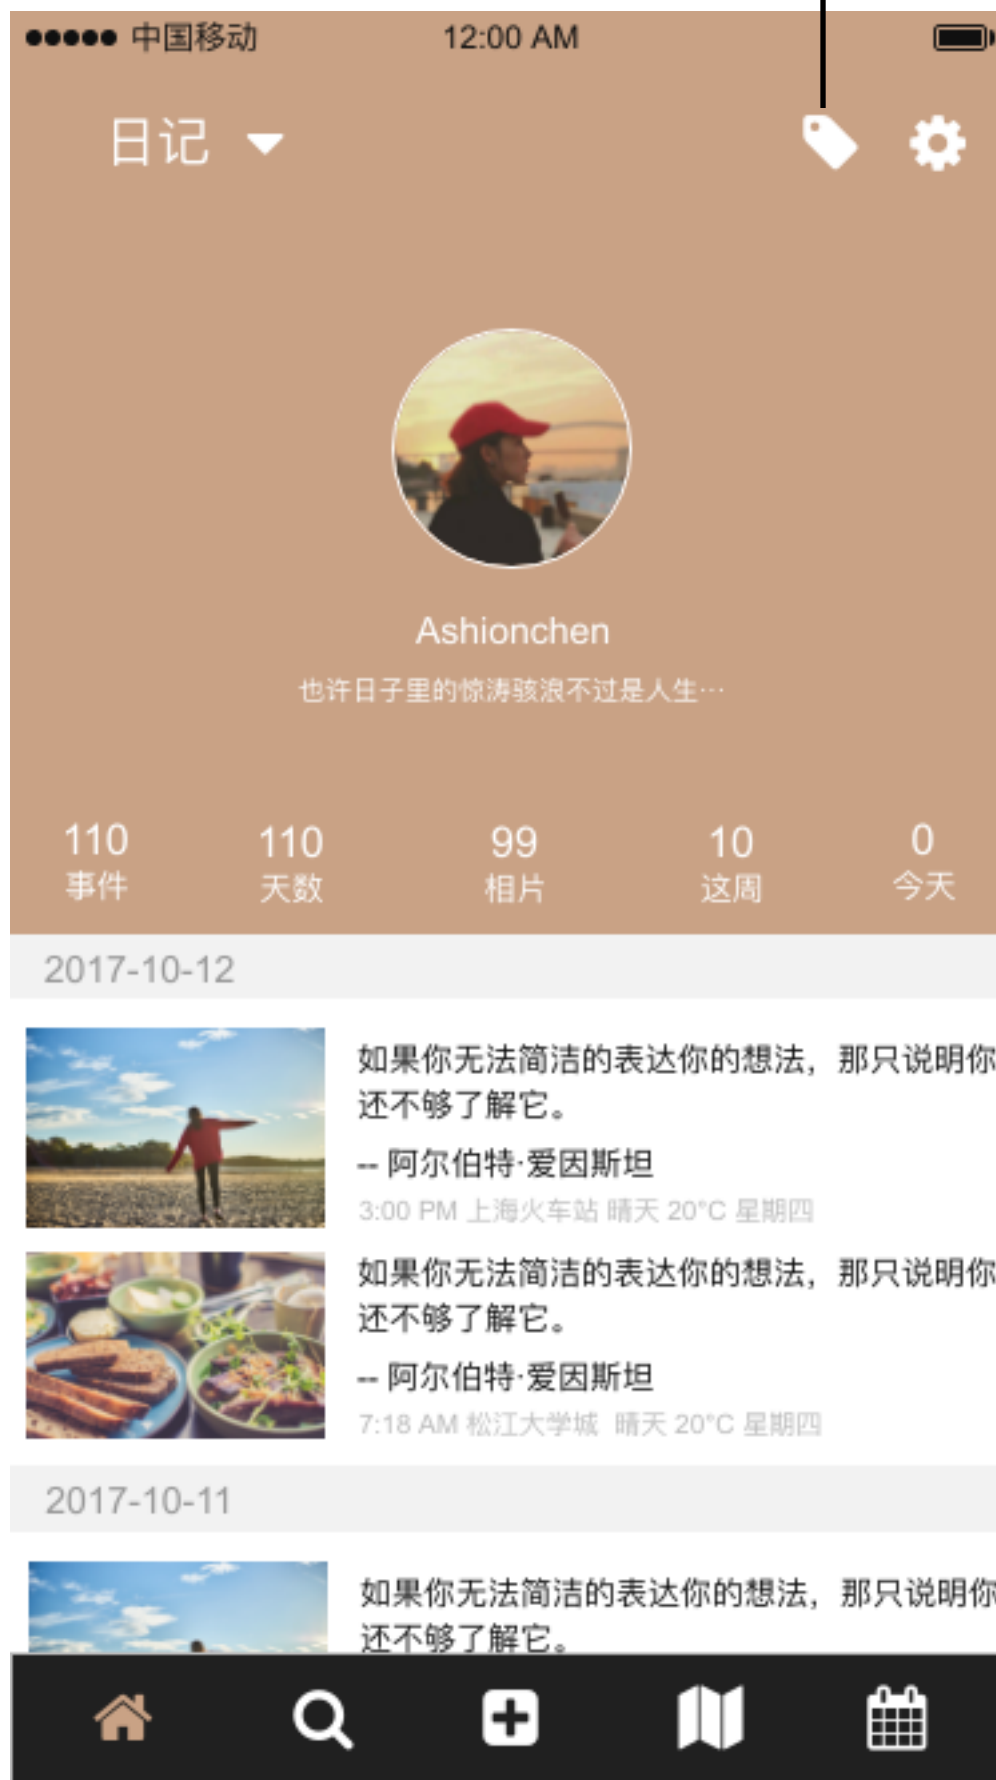 中国移动 12:00 AM
日记
Ashionchen
也许日子里的惊涛骇浪不过是人生…
110 110 99 10 0
事件 天数 相片 这周 今天
2017-10-12
如果你无法简洁的表达你的想法，那只说明你
还不够了解它。
-- 阿尔伯特·爱因斯坦
3:00 PM 上海火车站 晴天 20°C 星期四
如果你无法简洁的表达你的想法，那只说明你
还不够了解它。
-- 阿尔伯特·爱因斯坦
7:18 AM 松江大学城 晴天 20°C 星期四
2017-10-11
如果你无法简洁的表达你的想法，那只说明你
还不够了解它。